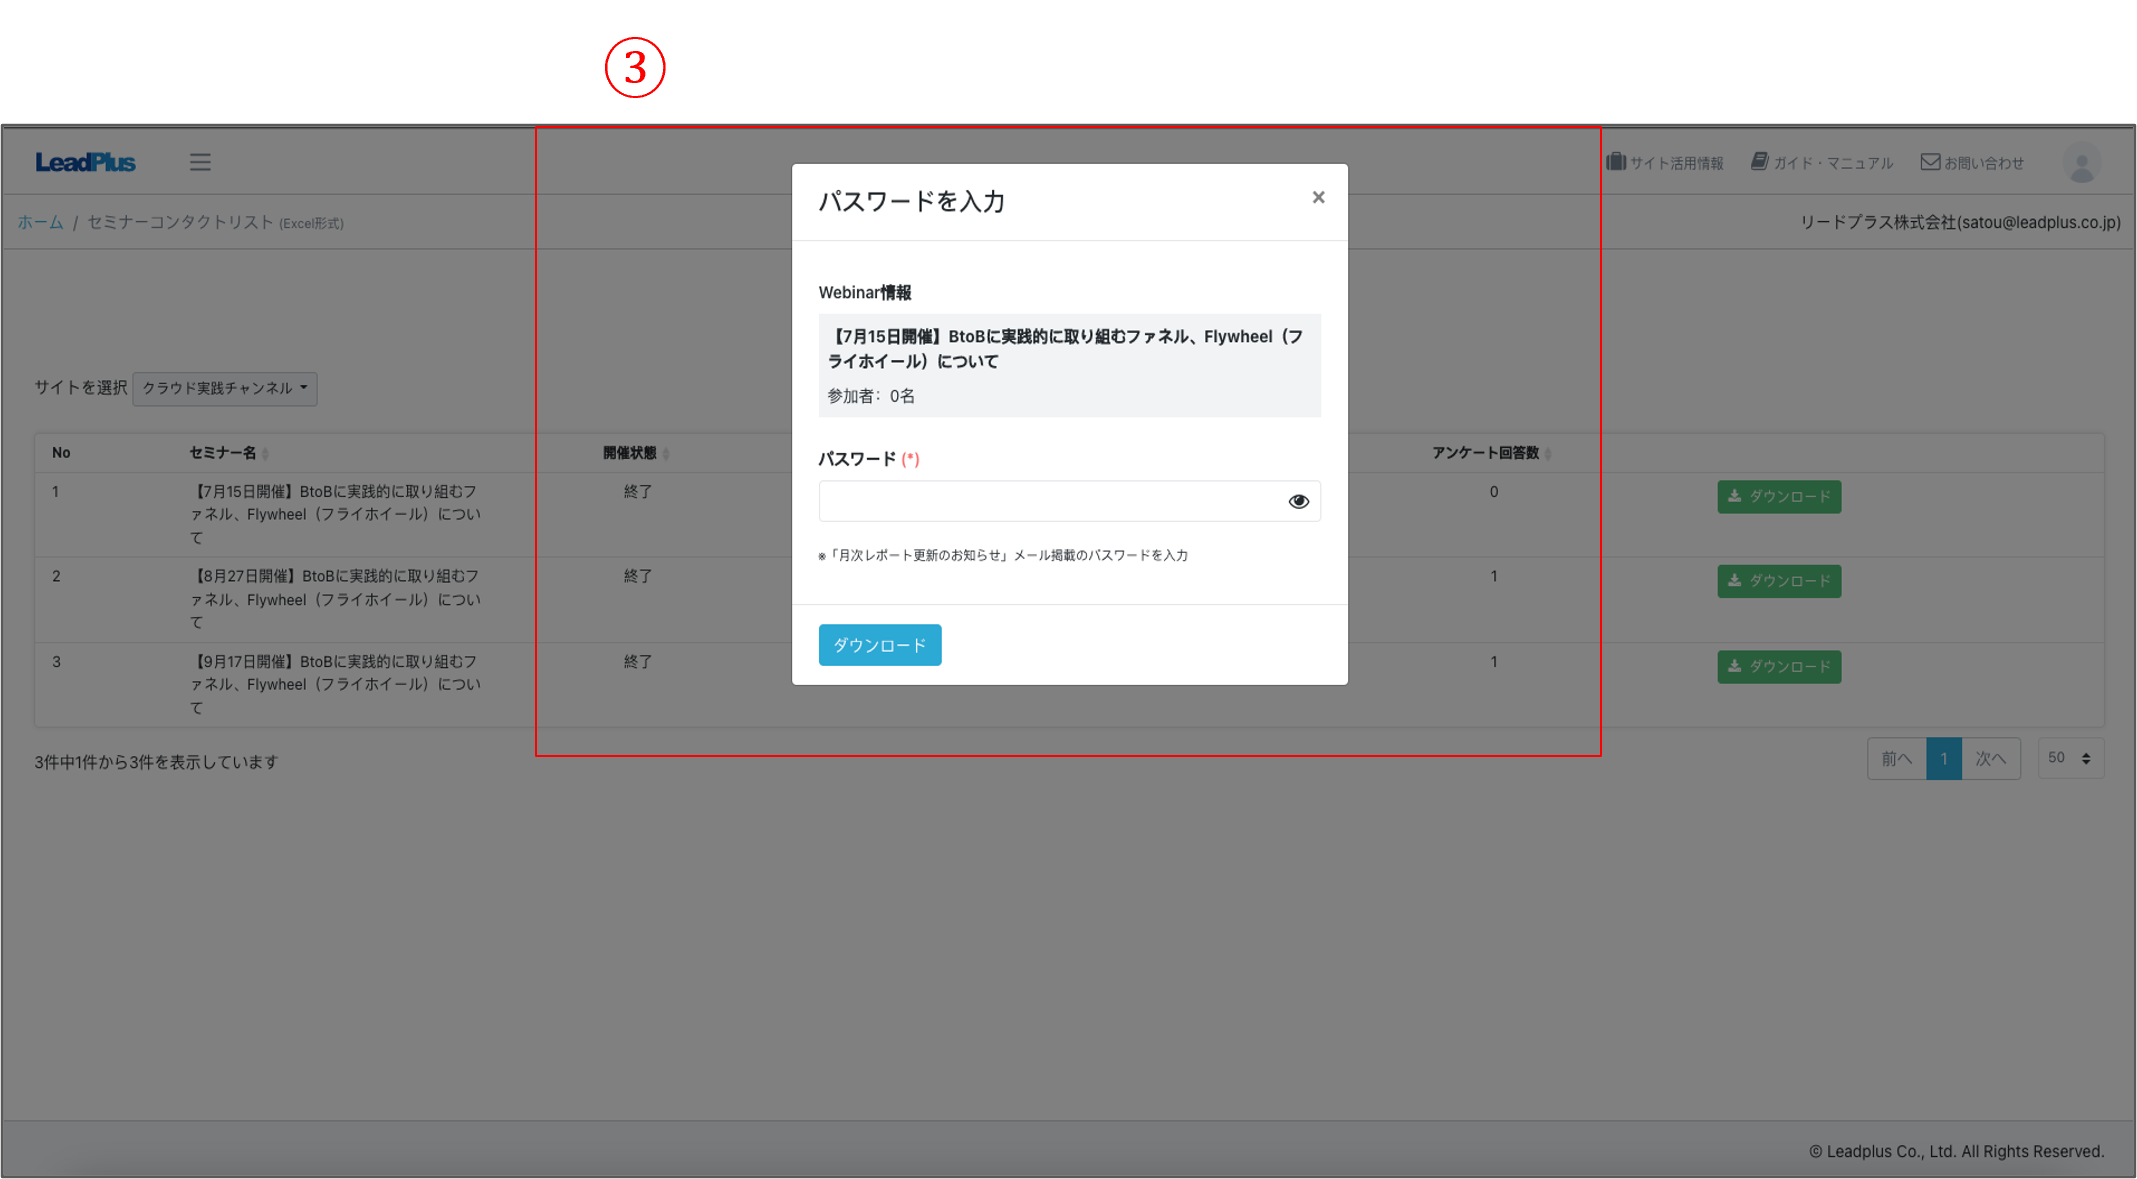 ③
LeadPlus
サイト活用情報 ガイド・マニュアル お問い合わせ
ホーム / セミナーコンタクトリスト (Excel形式)
リードプラス株式会社(satou@leadplus.co.jp)
パスワードを入力 ×
Webinar情報
【7月15日開催】BtoBに実践的に取り組むファネル、Flywheel（フ
ライホイール）について
参加者：0名
パスワード (*)
※「月次レポート更新のお知らせ」メール掲載のパスワードを入力
ダウンロード
サイトを選択 クラウド実践チャンネル
No セミナー名 開催状態 アンケート回答数
1 【7月15日開催】BtoBに実践的に取り組むフ 終了 0 ダウンロード
ァネル、Flywheel（フライホイール）につい
て
2 【8月27日開催】BtoBに実践的に取り組むフ 終了 1 ダウンロード
ァネル、Flywheel（フライホイール）につい
て
3 【9月17日開催】BtoBに実践的に取り組むフ 終了 1 ダウンロード
ァネル、Flywheel（フライホイール）につい
て
3件中1件から3件を表示しています
前へ 1 次へ 50
© Leadplus Co., Ltd. All Rights Reserved.